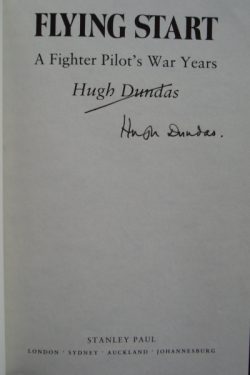 FLYING START
A Fighter Pilot's War Years
Hugh Dundas
Hugh Dundas.
STANLEY PAUL
LONDON · SYDNEY · AUCKLAND · JOHANNESBURG